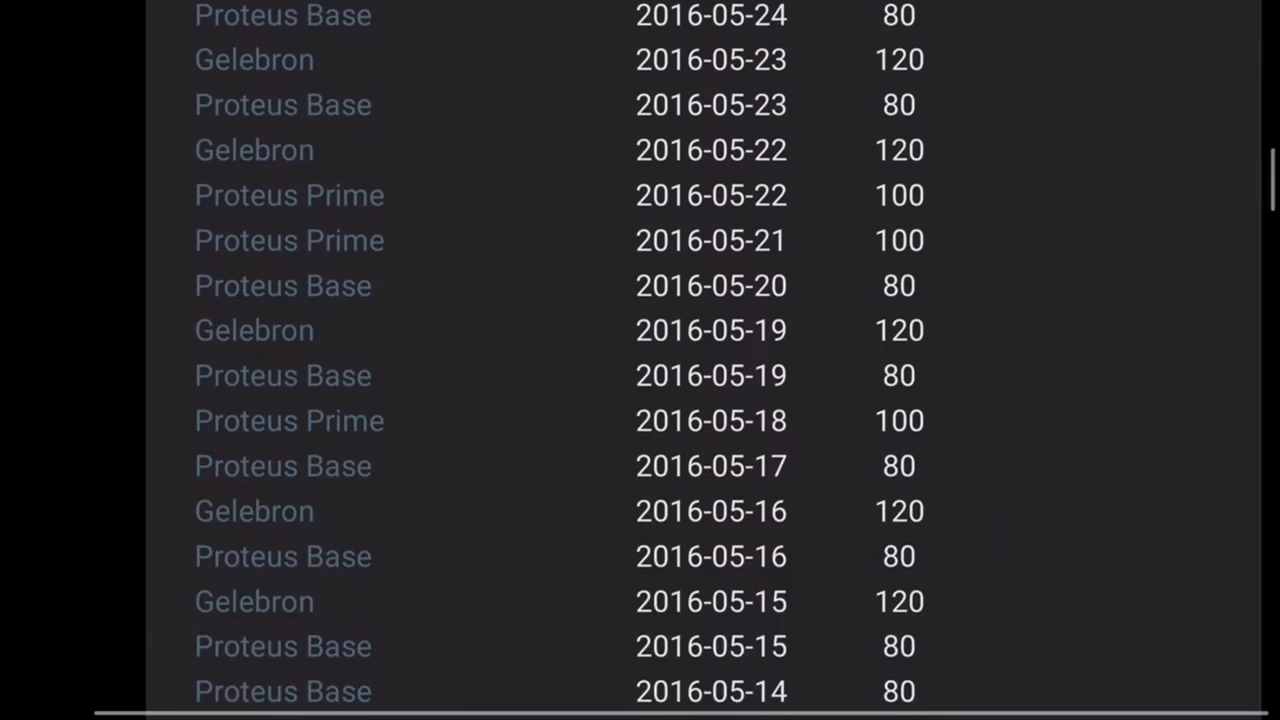 Proteus Base 2016-05-24 80
Gelebron 2016-05-23 120
Proteus Base 2016-05-23 80
Gelebron 2016-05-22 120
Proteus Prime 2016-05-22 100
Proteus Prime 2016-05-21 100
Proteus Base 2016-05-20 80
Gelebron 2016-05-19 120
Proteus Base 2016-05-19 80
Proteus Prime 2016-05-18 100
Proteus Base 2016-05-17 80
Gelebron 2016-05-16 120
Proteus Base 2016-05-16 80
Gelebron 2016-05-15 120
Proteus Base 2016-05-15 80
Proteus Base 2016-05-14 80